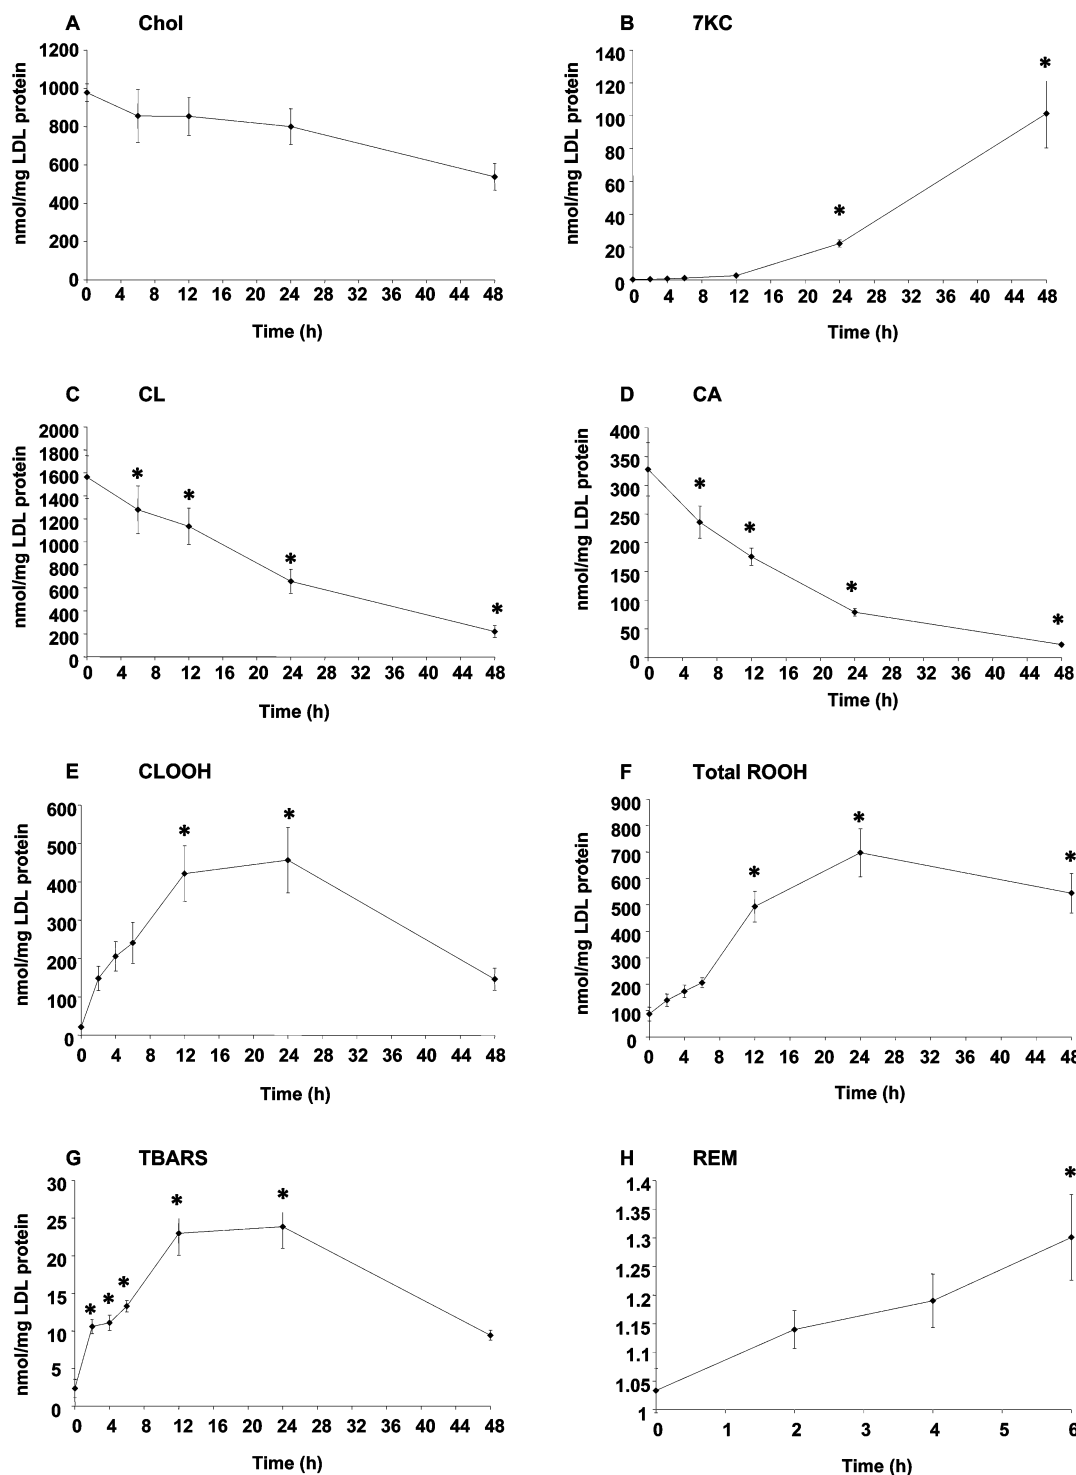 A Chol
1200
1000
800
600
400
200
0
nmol/mg LDL protein
0 4 8 12 16 20 24 28 32 36 40 44 48
Time (h)
B 7KC
140
120
100
80
60
40
20
0
nmol/mg LDL protein
* *
0 4 8 12 16 20 24 28 32 36 40 44 48
Time (h)
C CL
2000
1800
1600
1400
1200
1000
800
600
400
200
0
nmol/mg LDL protein
* * * *
0 4 8 12 16 20 24 28 32 36 40 44 48
Time (h)
D CA
400
350
300
250
200
150
100
50
0
nmol/mg LDL protein
* * * *
0 4 8 12 16 20 24 28 32 36 40 44 48
Time (h)
E CLOOH
600
500
400
300
200
100
0
nmol/mg LDL protein
* *
0 4 8 12 16 20 24 28 32 36 40 44 48
Time (h)
F Total ROOH
900
800
700
600
500
400
300
200
100
0
nmol/mg LDL protein
* * *
0 4 8 12 16 20 24 28 32 36 40 44 48
Time (h)
G TBARS
30
25
20
15
10
5
0
nmol/mg LDL protein
* * * * *
0 4 8 12 16 20 24 28 32 36 40 44 48
Time (h)
H REM
1.4
1.35
1.3
1.25
1.2
1.15
1.1
1.05
1
*
0 1 2 3 4 5 6
Time (h)